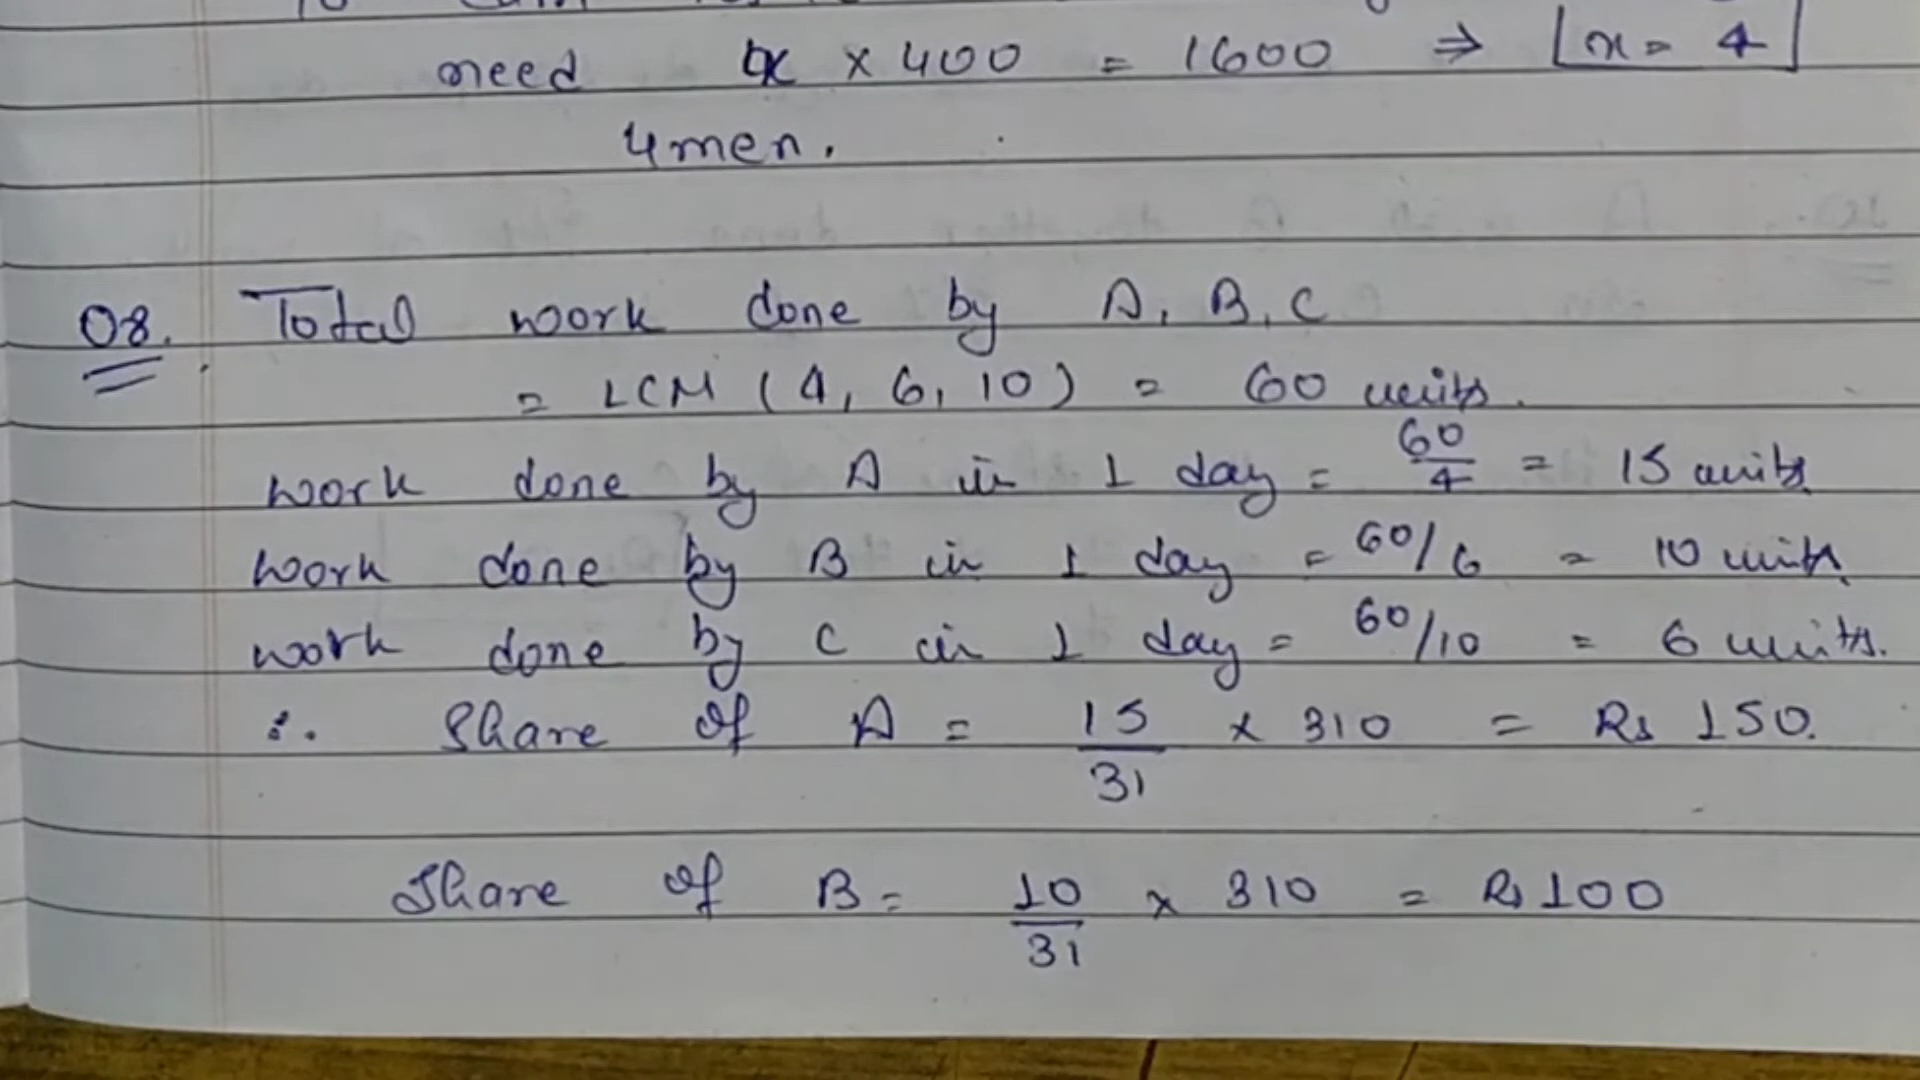 need x × 400 = 1600 ⇒ x = 4
4 men.
08. Total work done by A, B, C
= LCM (4, 6, 10) = 60 units.
work done by A in 1 day = 60/4 = 15 units
work done by B in 1 day = 60/6 = 10 units
work done by C in 1 day = 60/10 = 6 units.
∴ Share of A = 15/31 × 310 = Rs 150.
Share of B = 10/31 × 310 = Rs 100